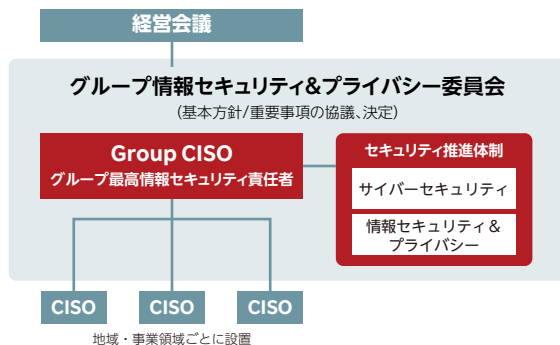 経営会議
グループ情報セキュリティ&プライバシー委員会
(基本方針/重要事項の協議、決定)
Group CISO
グループ最高情報セキュリティ責任者
セキュリティ推進体制
サイバーセキュリティ
情報セキュリティ &
プライバシー
CISO
CISO
CISO
地域・事業領域ごとに設置